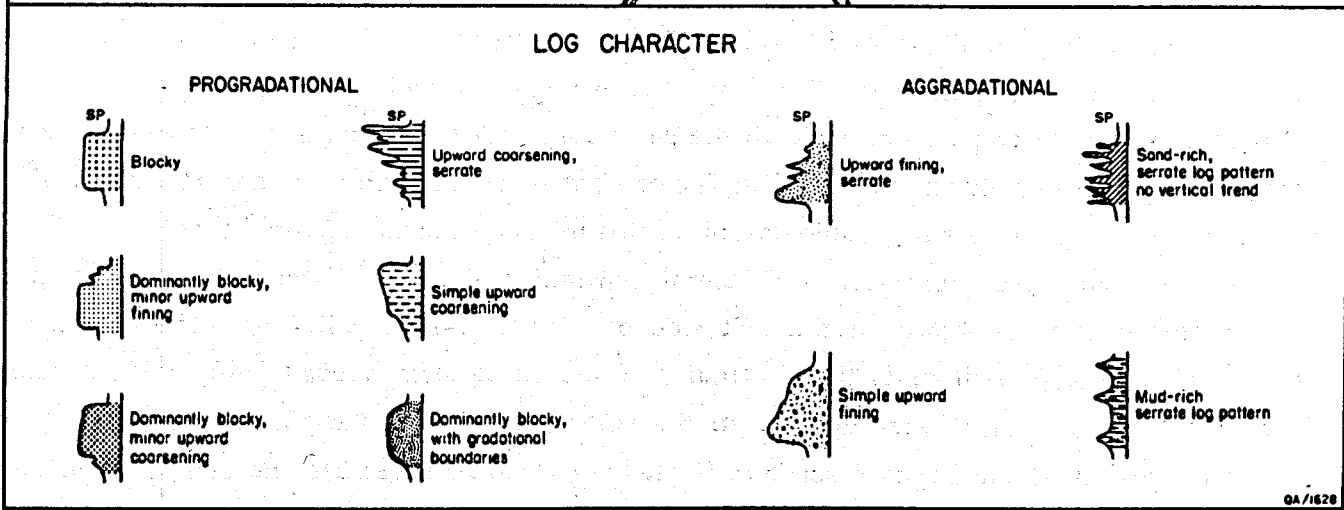 LOG CHARACTER
PROGRADATIONAL
AGGRADATIONAL
SP
Blocky
SP
Upward coarsening,
serrate
SP
Upward fining,
serrate
SP
Sand-rich,
serrate log pattern
no vertical trend
Dominantly blocky,
minor upward
fining
Simple upward
coarsening
Dominantly blocky,
minor upward
coarsening
Dominantly blocky,
with gradational
boundaries
Simple upward
fining
Mud-rich
serrate log pattern
QA/1628